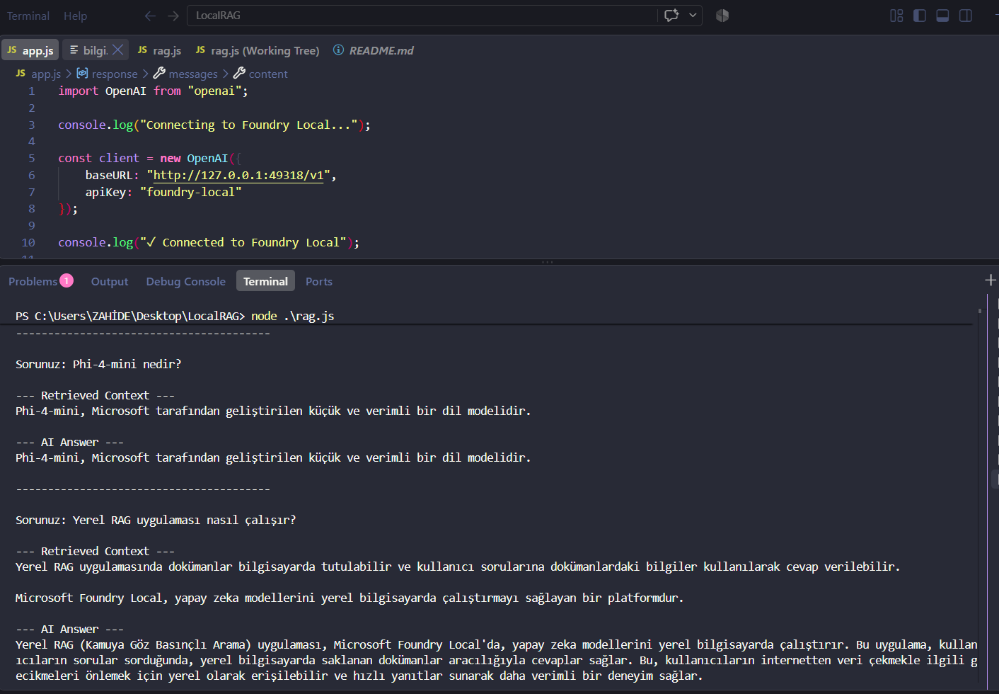 Terminal Help LocalRAG
JS app.js bilgi. JS rag.js JS rag.js (Working Tree) README.md
JS app.js > response > messages > content
1 import OpenAI from "openai";
2
3 console.log("Connecting to Foundry Local...");
4
5 const client = new OpenAI({
6 baseURL: "http://127.0.0.1:49318/v1",
7 apiKey: "foundry-local"
8 });
9
10 console.log("✓ Connected to Foundry Local");
11
Problems 1 Output Debug Console Terminal Ports
PS C:\Users\ZAHİDE\Desktop\LocalRAG> node .\rag.js
----------------------------------------
Sorunuz: Phi-4-mini nedir?
--- Retrieved Context ---
Phi-4-mini, Microsoft tarafından geliştirilen küçük ve verimli bir dil modelidir.
--- AI Answer ---
Phi-4-mini, Microsoft tarafından geliştirilen küçük ve verimli bir dil modelidir.
----------------------------------------
Sorunuz: Yerel RAG uygulaması nasıl çalışır?
--- Retrieved Context ---
Yerel RAG uygulamasında dokümanlar bilgisayarda tutulabilir ve kullanıcı sorularına dokümanlardaki bilgiler kullanılarak cevap verilebilir.
Microsoft Foundry Local, yapay zeka modellerini yerel bilgisayarda çalıştırmayı sağlayan bir platformdur.
--- AI Answer ---
Yerel RAG (Kamuya Göz Basınçlı Arama) uygulaması, Microsoft Foundry Local'da, yapay zeka modellerini yerel bilgisayarda çalıştırır. Bu uygulama, kullan
ıcıların sorular sorduğunda, yerel bilgisayarda saklanan dokümanlar aracılığıyla cevaplar sağlar. Bu, kullanıcıların internetten veri çekmekle ilgili g
ecikmeleri önlemek için yerel olarak erişilebilir ve hızlı yanıtlar sunarak daha verimli bir deneyim sağlar.